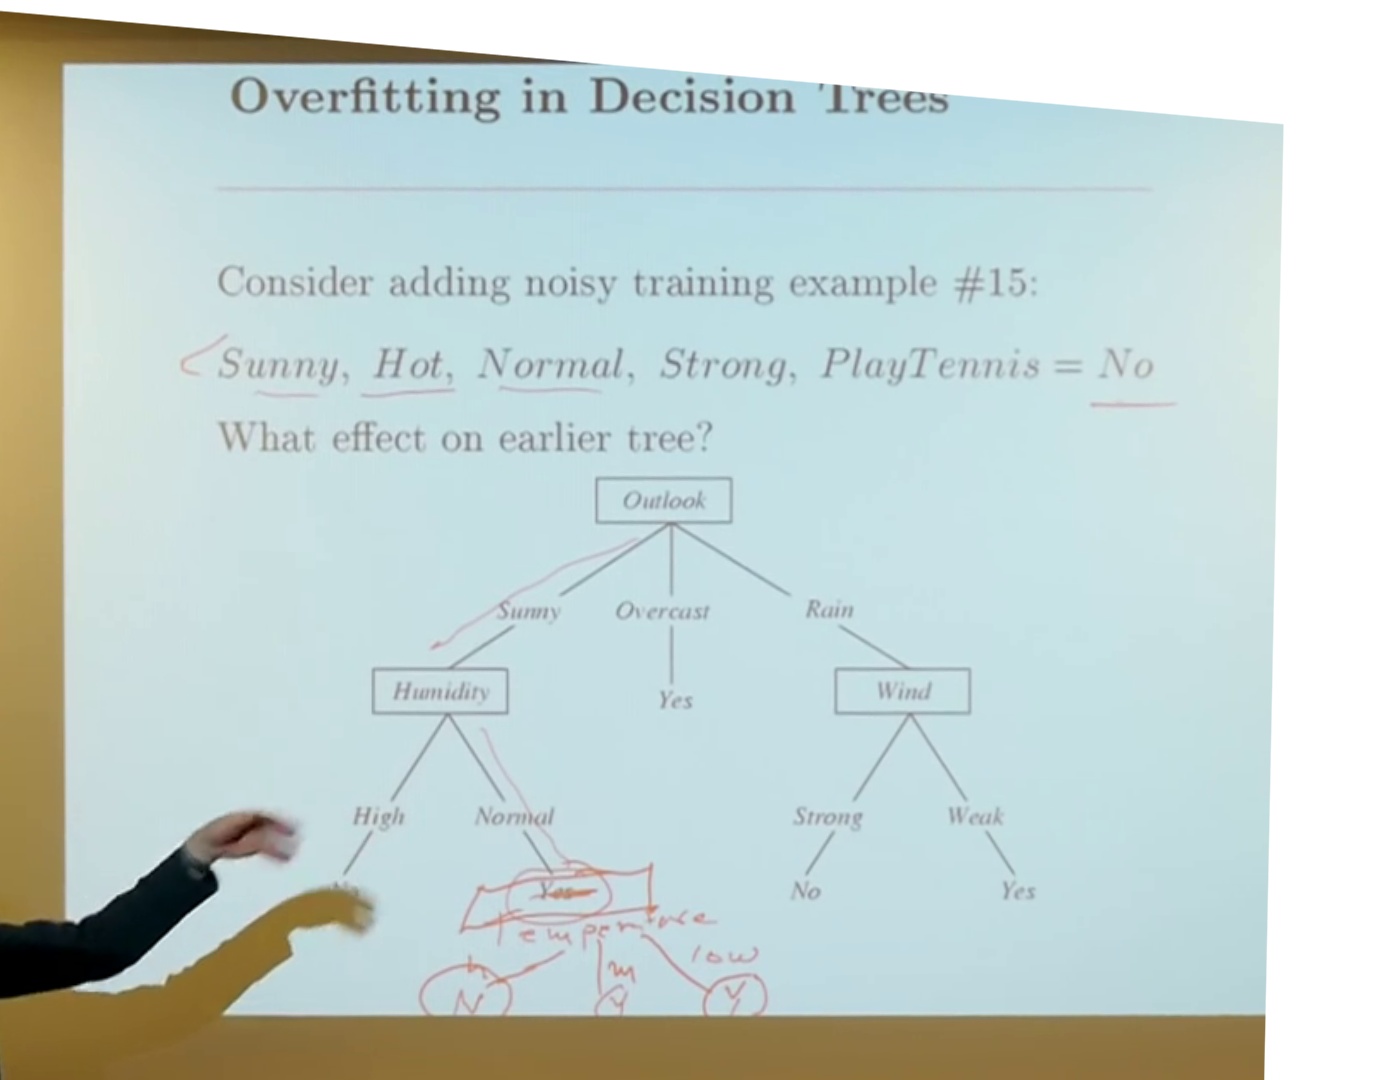 Overfitting in Decision Trees
Consider adding noisy training example #15:
Sunny, Hot, Normal, Strong, PlayTennis = No
What effect on earlier tree?
Outlook
Sunny Overcast Rain
Humidity Yes Wind
High Normal Strong Weak
Yes No Yes
Temperature
h m low
N Y Y